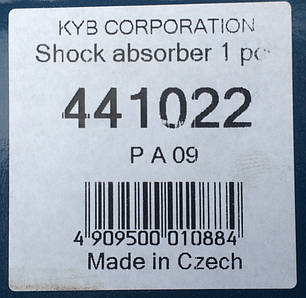 KYB CORPORATION
Shock absorber 1 pc
441022
P A 09
4 909500 010884
Made in Czech